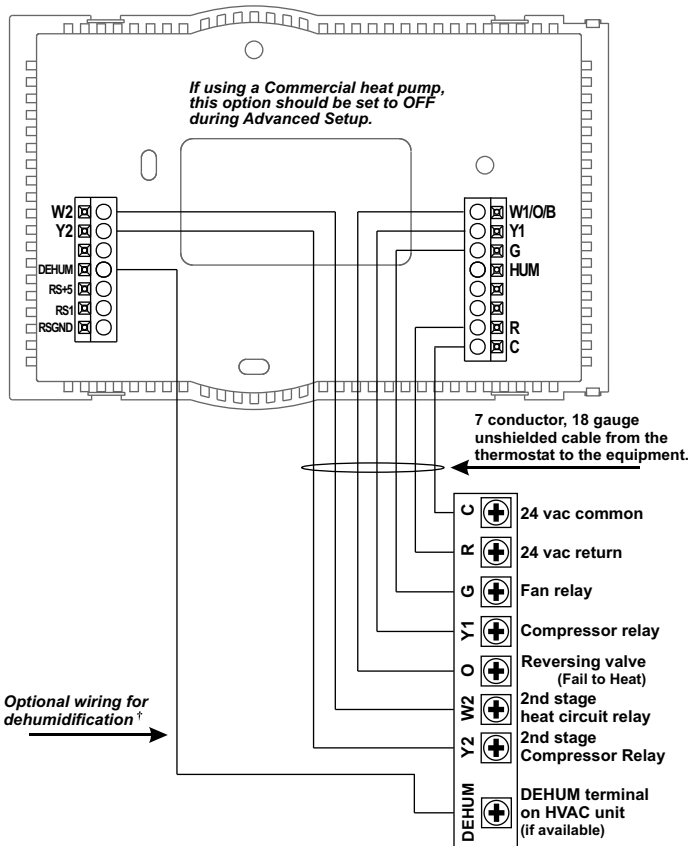 If using a Commercial heat pump,
this option should be set to OFF
during Advanced Setup.
W2
Y2
DEHUM
RS+5
RS1
RSGND
W1/O/B
Y1
G
HUM
R
C
7 conductor, 18 gauge
unshielded cable from the
thermostat to the equipment.
C
24 vac common
R
24 vac return
G
Fan relay
Y1
Compressor relay
O
Reversing valve
(Fail to Heat)
W2
2nd stage
heat circuit relay
Y2
2nd stage
Compressor Relay
DEHUM
DEHUM terminal
on HVAC unit
(if available)
Optional wiring for
dehumidification †